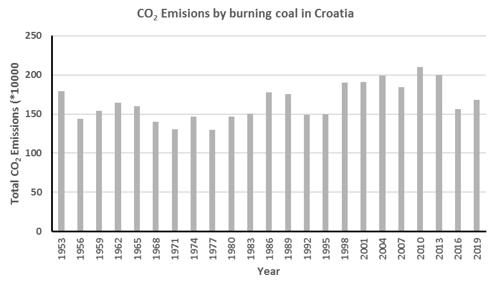 CO₂ Emisions by burning coal in Croatia
Total CO₂ Emissions (*10000
250
200
150
100
50
0
1953 1956 1959 1962 1965 1968 1971 1974 1977 1980 1983 1986 1989 1992 1995 1998 2001 2004 2007 2010 2013 2016 2019
Year